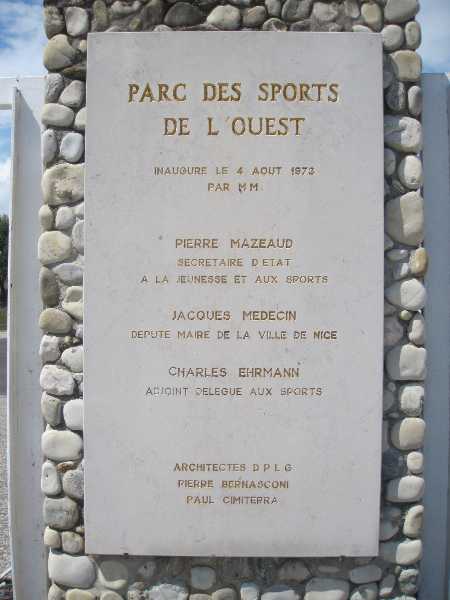 PARC DES SPORTS
DE L'OUEST
INAUGURE LE 4 AOUT 1973
PAR M M
PIERRE MAZEAUD
SECRETAIRE D ETAT
A LA JEUNESSE ET AUX SPORTS
JACQUES MEDECIN
DEPUTE MAIRE DE LA VILLE DE NICE
CHARLES EHRMANN
ADJOINT DELEGUE AUX SPORTS
ARCHITECTES D P L G
PIERRE BERNASCONI
PAUL CIMITERRA